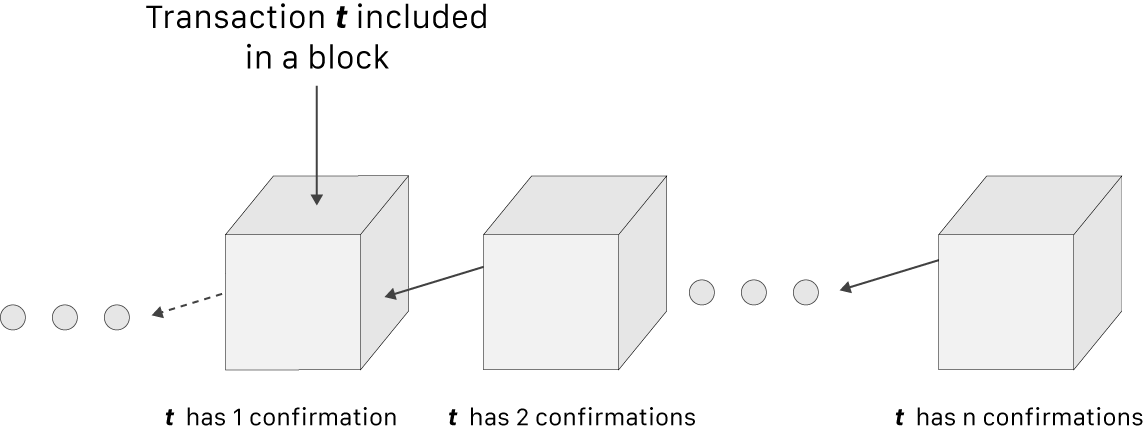 Transaction t included
in a block
t has 1 confirmation
t has 2 confirmations
t has n confirmations